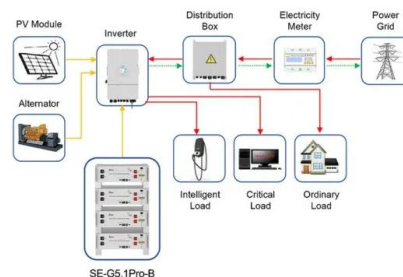 PV Module
Inverter
Distribution
Box
Electricity
Meter
Power
Grid
Alternator
Intelligent
Load
Critical
Load
Ordinary
Load
SE-G5.1Pro-B